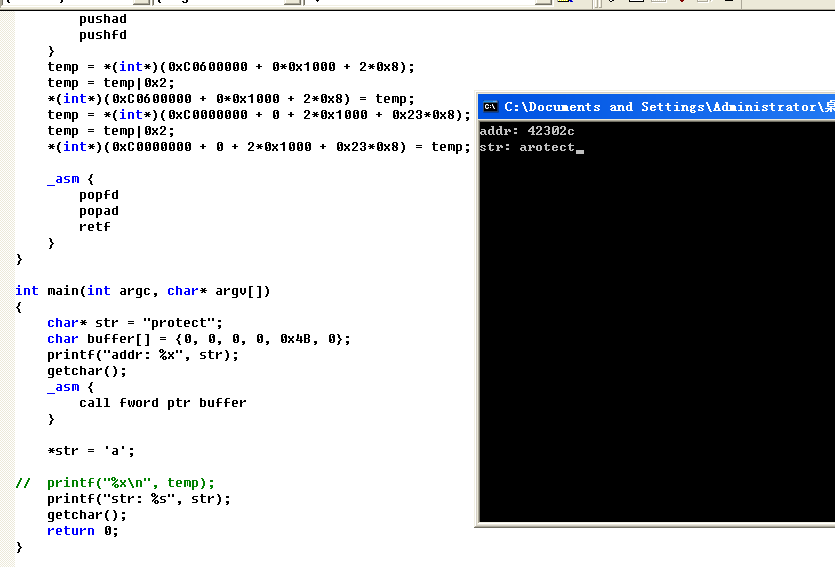 pushad
pushfd
}
temp = *(int*)(0xC0600000 + 0*0x1000 + 2*0x8);
temp = temp|0x2;
*(int*)(0xC0600000 + 0*0x1000 + 2*0x8) = temp;
temp = *(int*)(0xC0000000 + 0 + 2*0x1000 + 0x23*0x8);
temp = temp|0x2;
*(int*)(0xC0000000 + 0 + 2*0x1000 + 0x23*0x8) = temp;
_asm {
popfd
popad
retf
}
}
int main(int argc, char* argv[])
{
char* str = "protect";
char buffer[] = {0, 0, 0, 0, 0x4B, 0};
printf("addr: %x", str);
getchar();
_asm {
call fword ptr buffer
}
*str = 'a';
// printf("%x\n", temp);
printf("str: %s", str);
getchar();
return 0;
}
C:\Documents and Settings\Administrator\桌
addr: 42302c
str: arotect